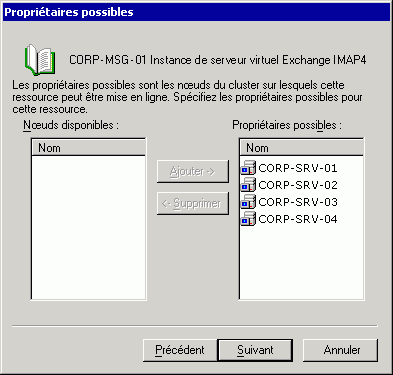 Propriétaires possibles
CORP-MSG-01 Instance de serveur virtuel Exchange IMAP4
Les propriétaires possibles sont les nœuds du cluster sur lesquels cette
ressource peut être mise en ligne. Spécifiez les propriétaires possibles pour
cette ressource.
Nœuds disponibles :
Propriétaires possibles :
Nom
Nom
CORP-SRV-01
CORP-SRV-02
CORP-SRV-03
CORP-SRV-04
Ajouter ->
<- Supprimer
Précédent
Suivant
Annuler